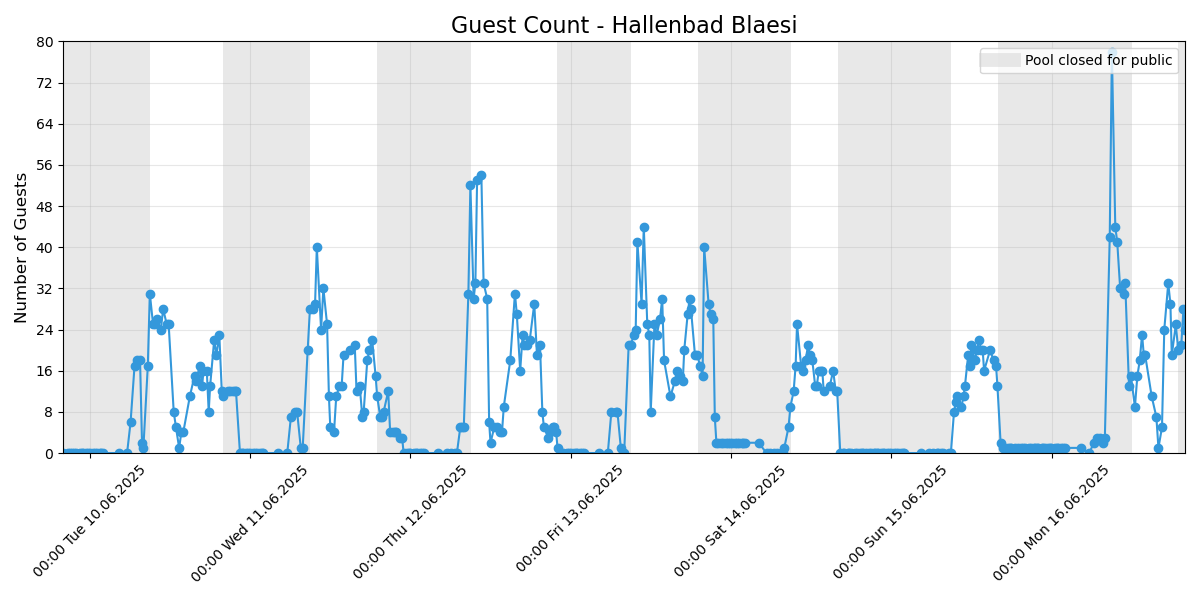 Guest Count - Hallenbad Blaesi
Pool closed for public
Number of Guests
80
72
64
56
48
40
32
24
16
8
0
00:00 Tue 10.06.2025
00:00 Wed 11.06.2025
00:00 Thu 12.06.2025
00:00 Fri 13.06.2025
00:00 Sat 14.06.2025
00:00 Sun 15.06.2025
00:00 Mon 16.06.2025